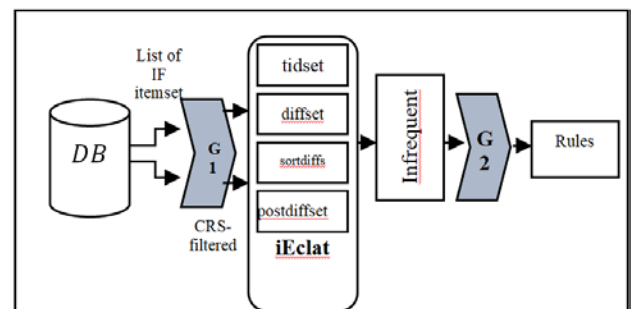 List of
IF
itemset
DB
G
1
CRS-
filtered
tidset
diffset
sortdiffs
postdiffset
iEclat
Infrequent
G
2
Rules